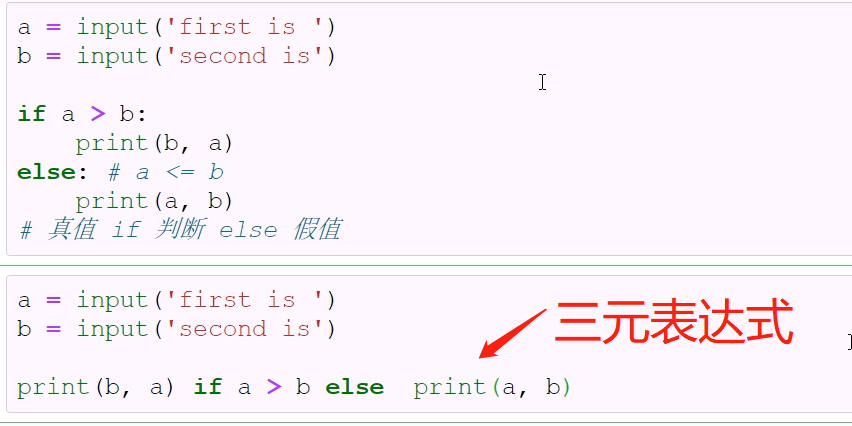 a = input('first is ')
b = input('second is')
if a > b:
    print(b, a)
else: # a <= b
    print(a, b)
# 真值 if 判断 else 假值
a = input('first is ')
b = input('second is')
三元表达式
print(b, a) if a > b else  print(a, b)